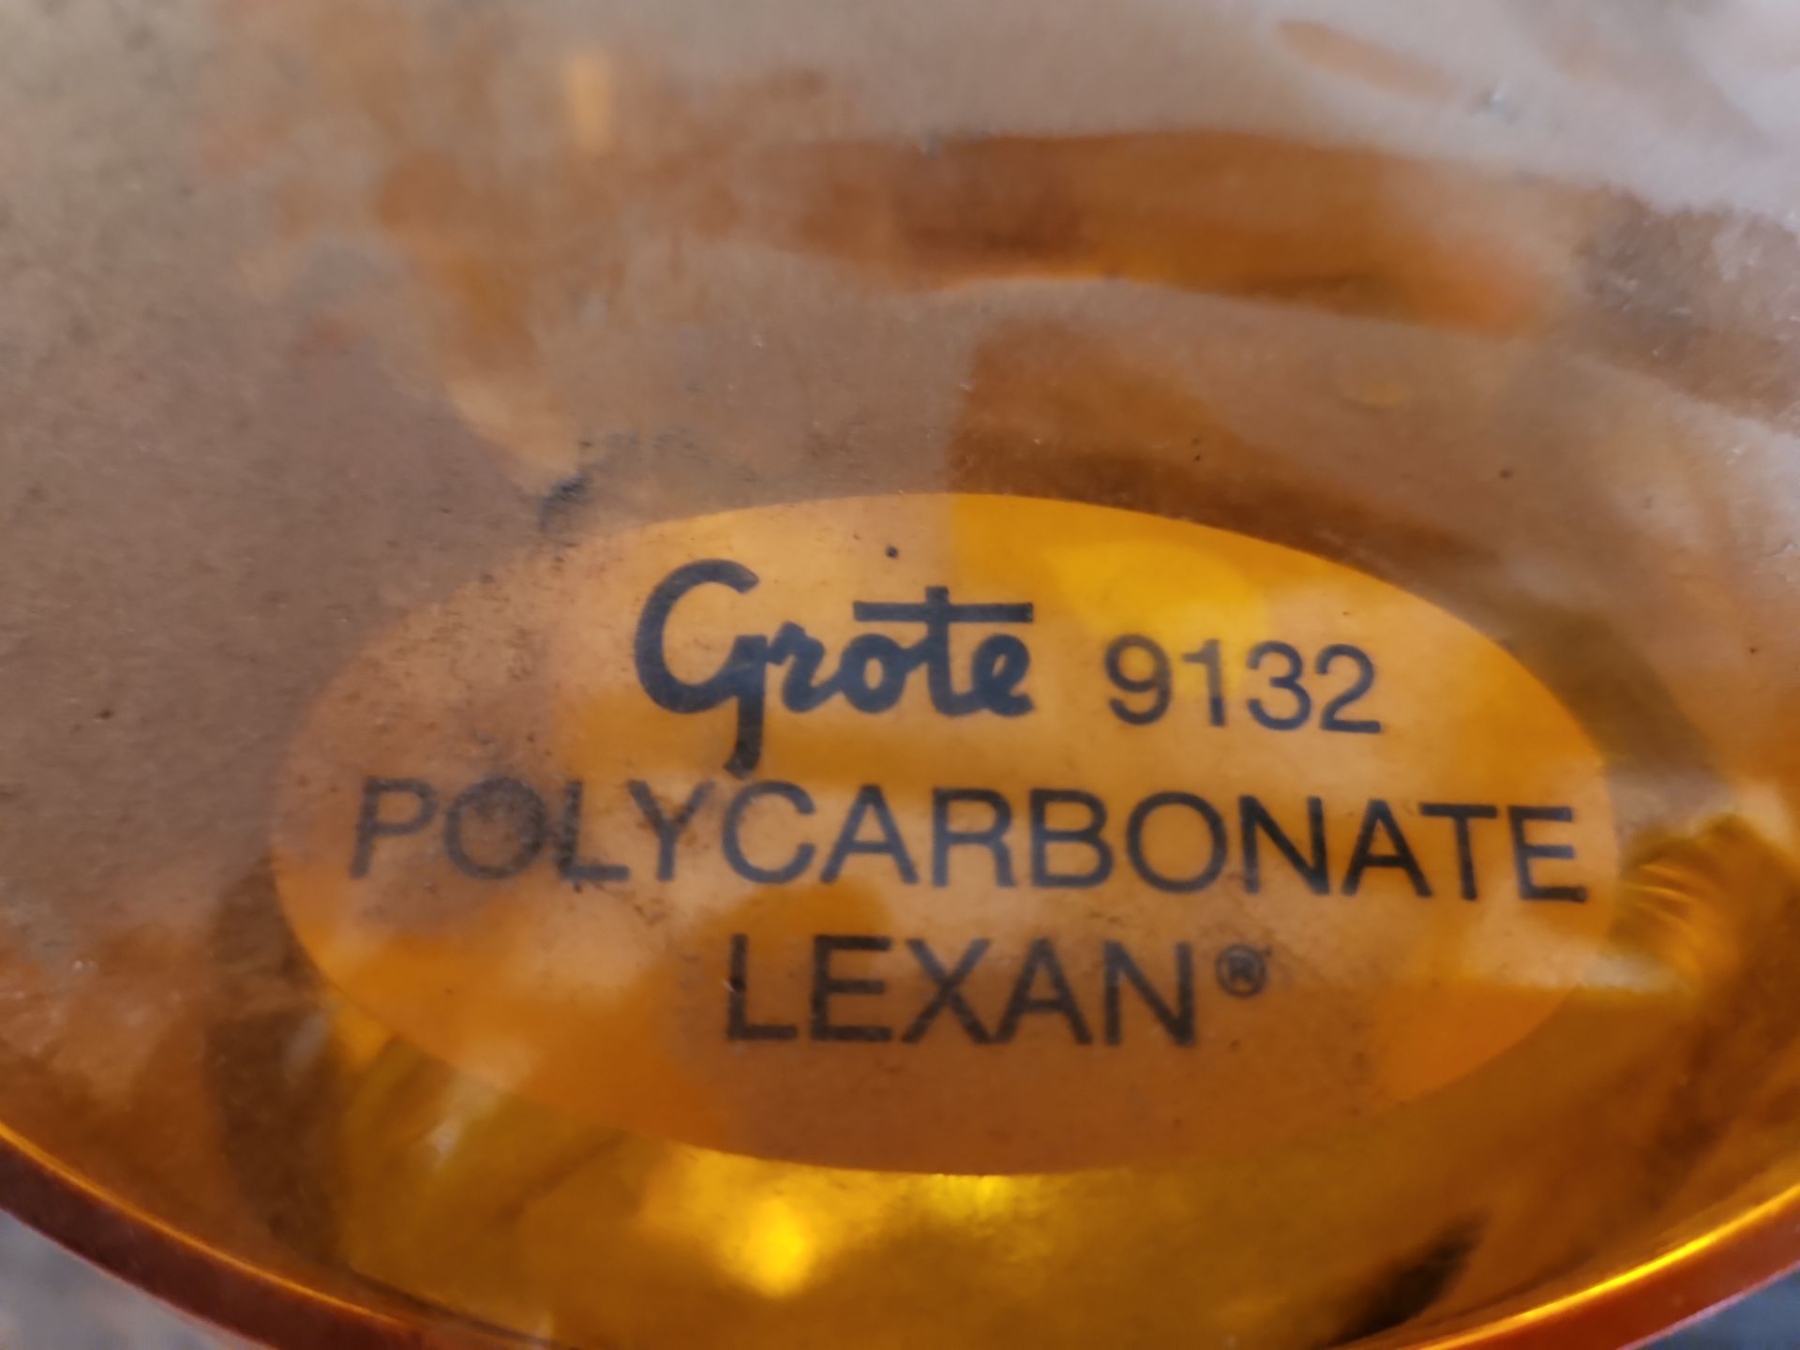 Grote 9132
POLYCARBONATE
LEXAN®